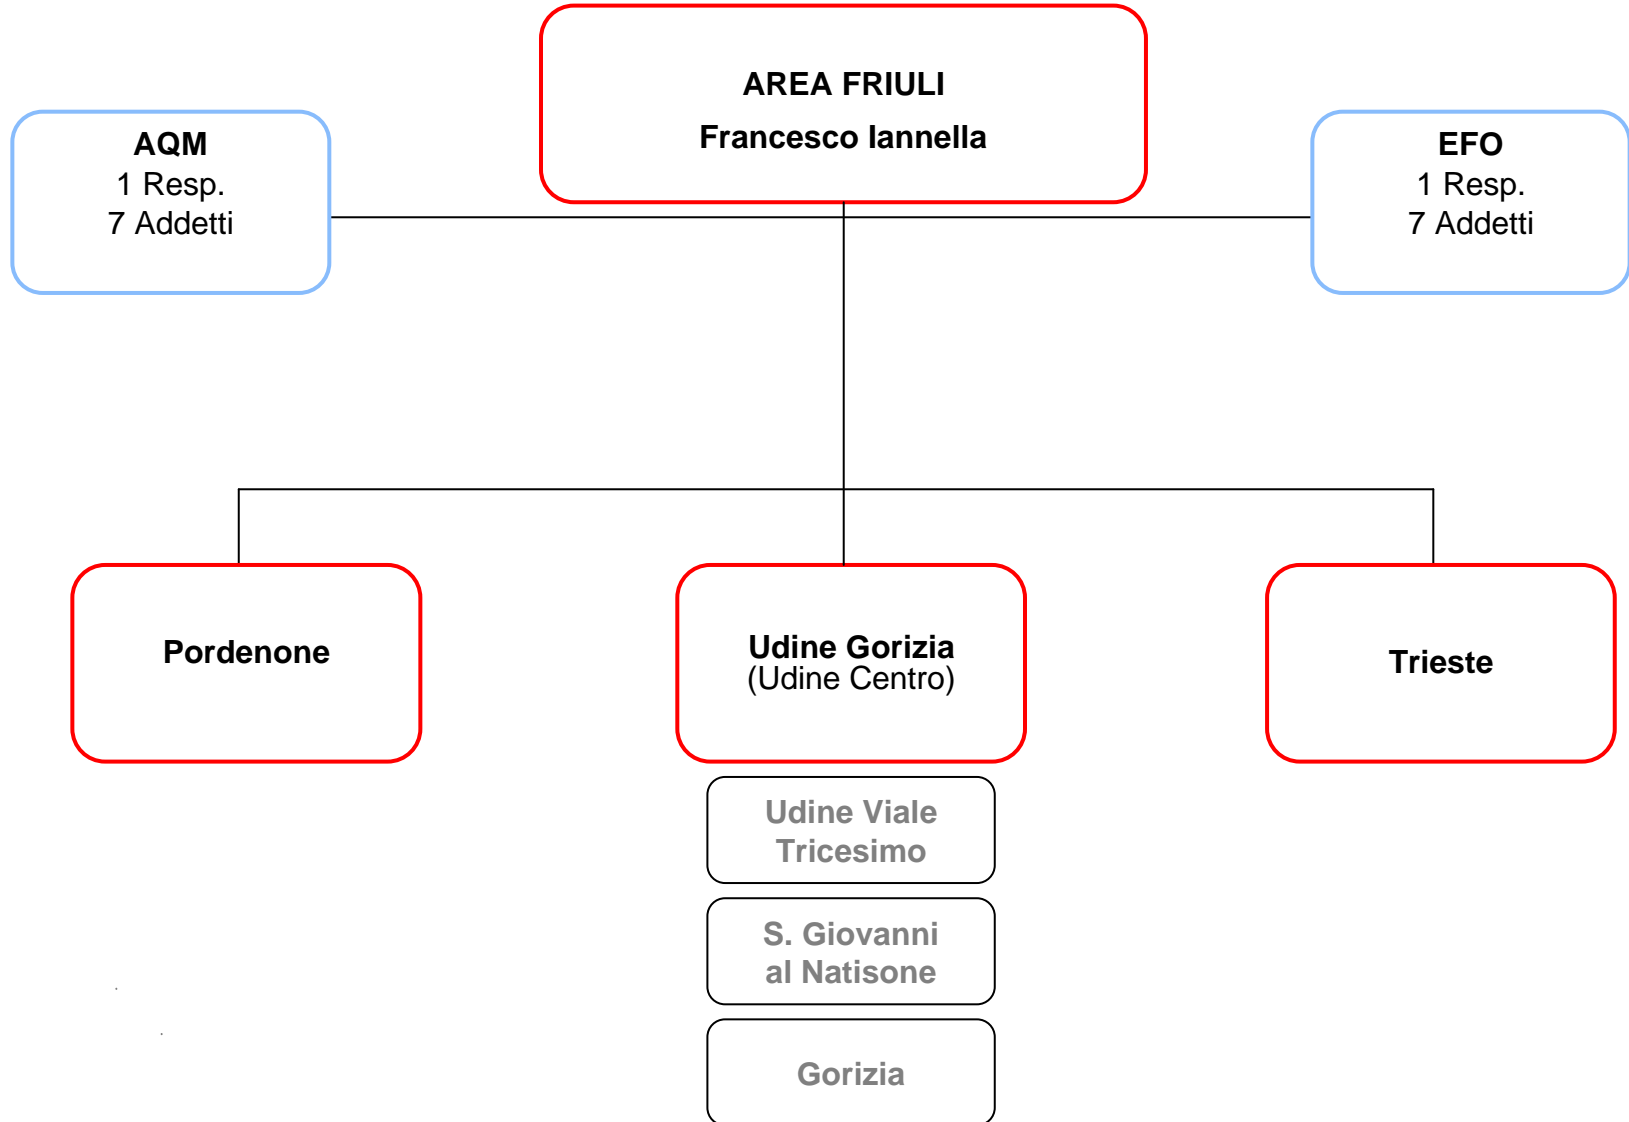 AREA FRIULI
Francesco Iannella
AQM
1 Resp.
7 Addetti
EFO
1 Resp.
7 Addetti
Pordenone
Udine Gorizia
(Udine Centro)
Trieste
Udine Viale
Tricesimo
S. Giovanni
al Natisone
Gorizia